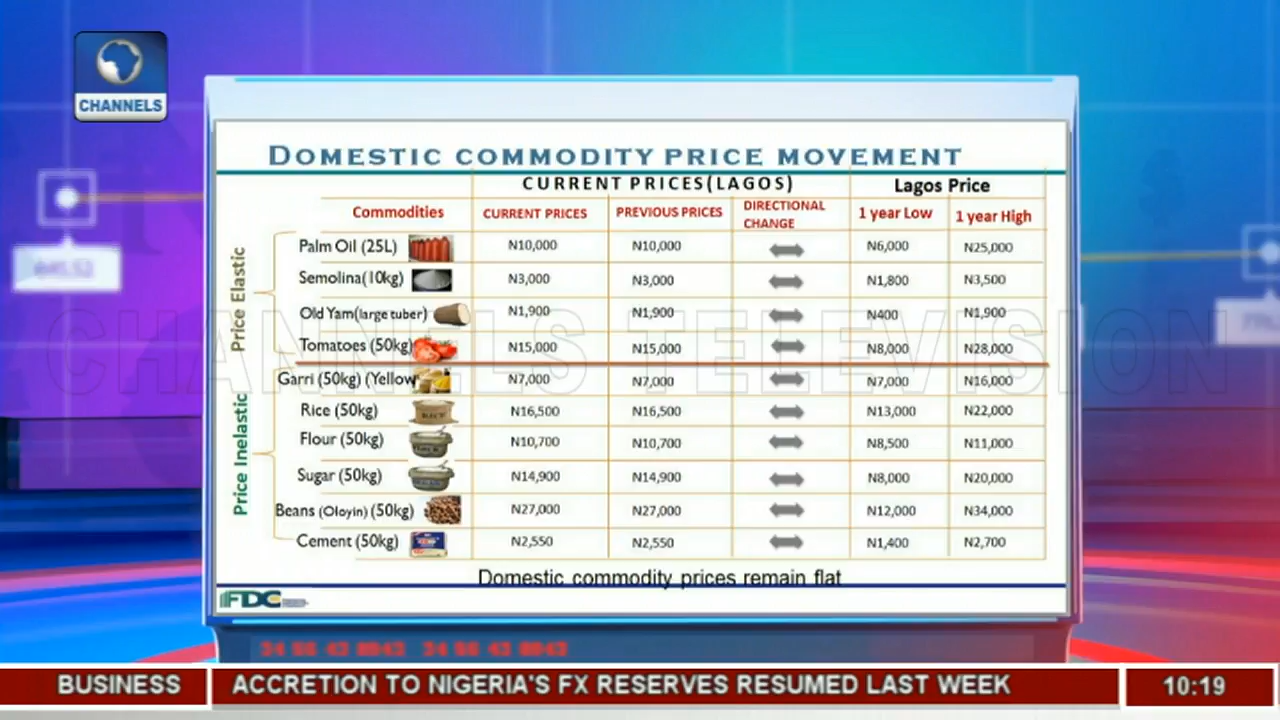 CHANNELS
DOMESTIC COMMODITY PRICE MOVEMENT
CURRENT PRICES(LAGOS) Lagos Price
Commodities CURRENT PRICES PREVIOUS PRICES DIRECTIONAL CHANGE 1 year Low 1 year High
Price Elastic
Palm Oil (25L) N10,000 N10,000 N6,000 N25,000
Semolina(10kg) N3,000 N3,000 N1,800 N3,500
Old Yam(large tuber) N1,900 N1,900 N400 N1,900
Tomatoes (50kg) N15,000 N15,000 N8,000 N28,000
CHANNELS TELEVISION
Price Inelastic
Garri (50kg) (Yellow N7,000 N7,000 N7,000 N16,000
Rice (50kg) N16,500 N16,500 N13,000 N22,000
Flour (50kg) N10,700 N10,700 N8,500 N11,000
Sugar (50kg) N14,900 N14,900 N8,000 N20,000
Beans (Oloyin) (50kg) N27,000 N27,000 N12,000 N34,000
Cement (50kg) N2,550 N2,550 N1,400 N2,700
Domestic commodity prices remain flat
FDC
BUSINESS ACCRETION TO NIGERIA'S FX RESERVES RESUMED LAST WEEK 10:19